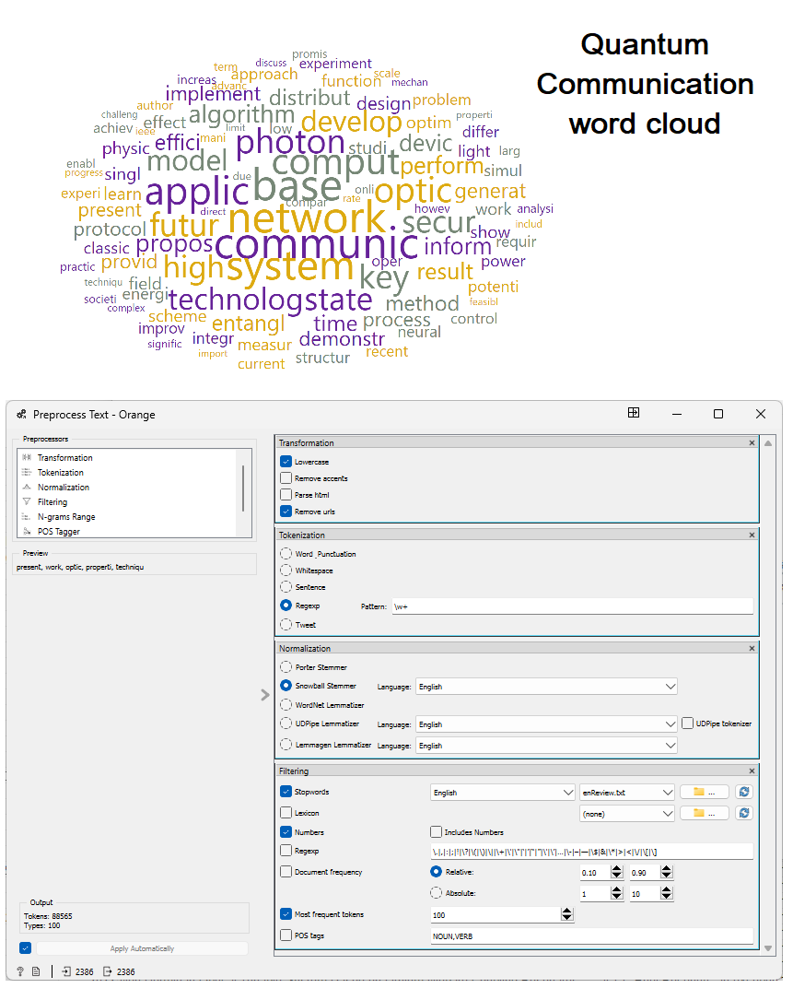 Quantum
Communication
word cloud
promis
term discuss experiment
increas approach scale
advanc function mechan
implement distribut design problem
author algorithm develop optim properti
challeng effect limit low
achiev ieee mani photon studi devic differ
physic effici light larg
enabl model comput perform simul
progress singl due
experi learn applic base onli optic generat
compar rate
present direct network howev work analysi
protocol futur secur show includ
classic propos communic inform requir
practic provid high system oper power
key result
techniqu field potenti
societi energi technolog state method feasibl
complex
scheme entangl time process control
improv integr demonstr neural
signific measur recent
import current structur
Preprocess Text - Orange
Preprocessors
Transformation
Tokenization
Normalization
Filtering
N-grams Range
POS Tagger
Preview
present, work, optic, properti, techniqu
Output
Tokens: 88565
Types: 100
Apply Automatically
2386 2386
Transformation
Lowercase
Remove accents
Parse html
Remove urls
Tokenization
Word Punctuation
Whitespace
Sentence
Regexp Pattern: \w+
Tweet
Normalization
Porter Stemmer
Snowball Stemmer Language: English
WordNet Lemmatizer
UDPipe Lemmatizer Language: English UDPipe tokenizer
Lemmagen Lemmatizer Language: English
Filtering
Stopwords English enReview.txt ...
Lexicon (none) ...
Numbers Includes Numbers
Regexp
Document frequency Relative: 0.10 0.90
Absolute: 1 10
Most frequent tokens 100
POS tags NOUN,VERB